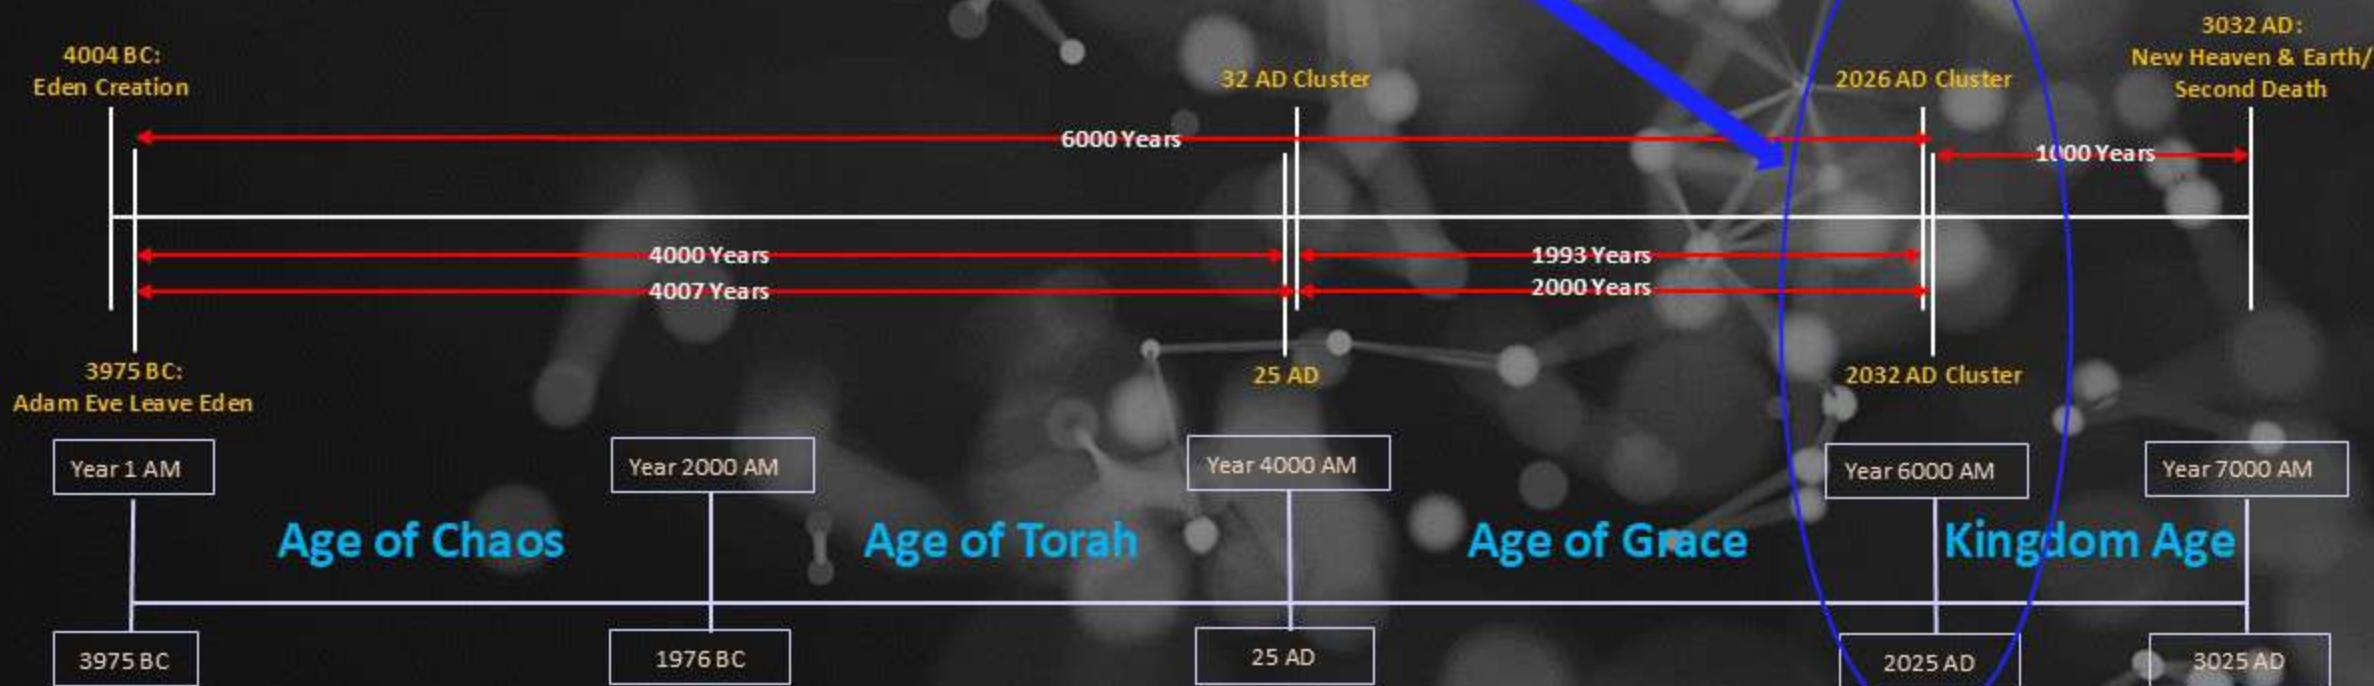 4004 BC:
Eden Creation
32 AD Cluster
2026 AD Cluster
3032 AD:
New Heaven & Earth/
Second Death
6000 Years
1000 Years
4000 Years
1993 Years
4007 Years
2000 Years
3975 BC:
Adam Eve Leave Eden
25 AD
2032 AD Cluster
Year 1 AM
Year 2000 AM
Year 4000 AM
Year 6000 AM
Year 7000 AM
Age of Chaos
Age of Torah
Age of Grace
Kingdom Age
3975 BC
1976 BC
25 AD
2025 AD
3025 AD